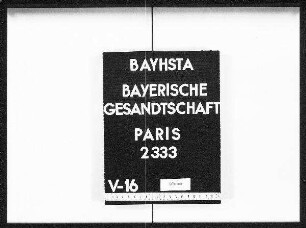 BAYHSTA
BAYERISCHE
GESANDTSCHAFT
PARIS
2333
V-16